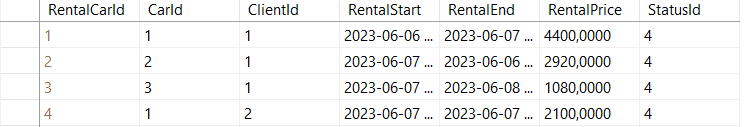 RentalCarId CarId ClientId RentalStart RentalEnd RentalPrice StatusId
1 1 1 2023-06-06 ... 2023-06-07 ... 4400,0000 4
2 2 1 2023-06-07 ... 2023-06-07 ... 2920,0000 4
3 3 1 2023-06-07 ... 2023-06-08 ... 1080,0000 4
4 1 2 2023-06-07 ... 2023-06-07 ... 2100,0000 4